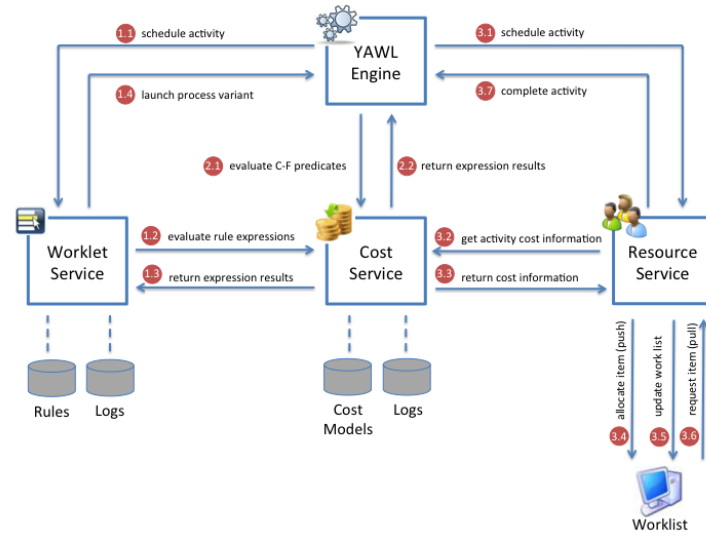 1.1 schedule activity
YAWL
Engine
3.1 schedule activity
1.4 launch process variant
3.7 complete activity
2.1 evaluate C-F predicates
2.2 return expression results
Worklet
Service
1.2 evaluate rule expressions
1.3 return expression results
Cost
Service
3.2 get activity cost information
3.3 return cost information
Resource
Service
Rules
Logs
Cost
Models
Logs
3.4 allocate item (push)
3.5 update work list
3.6 request item (pull)
Worklist